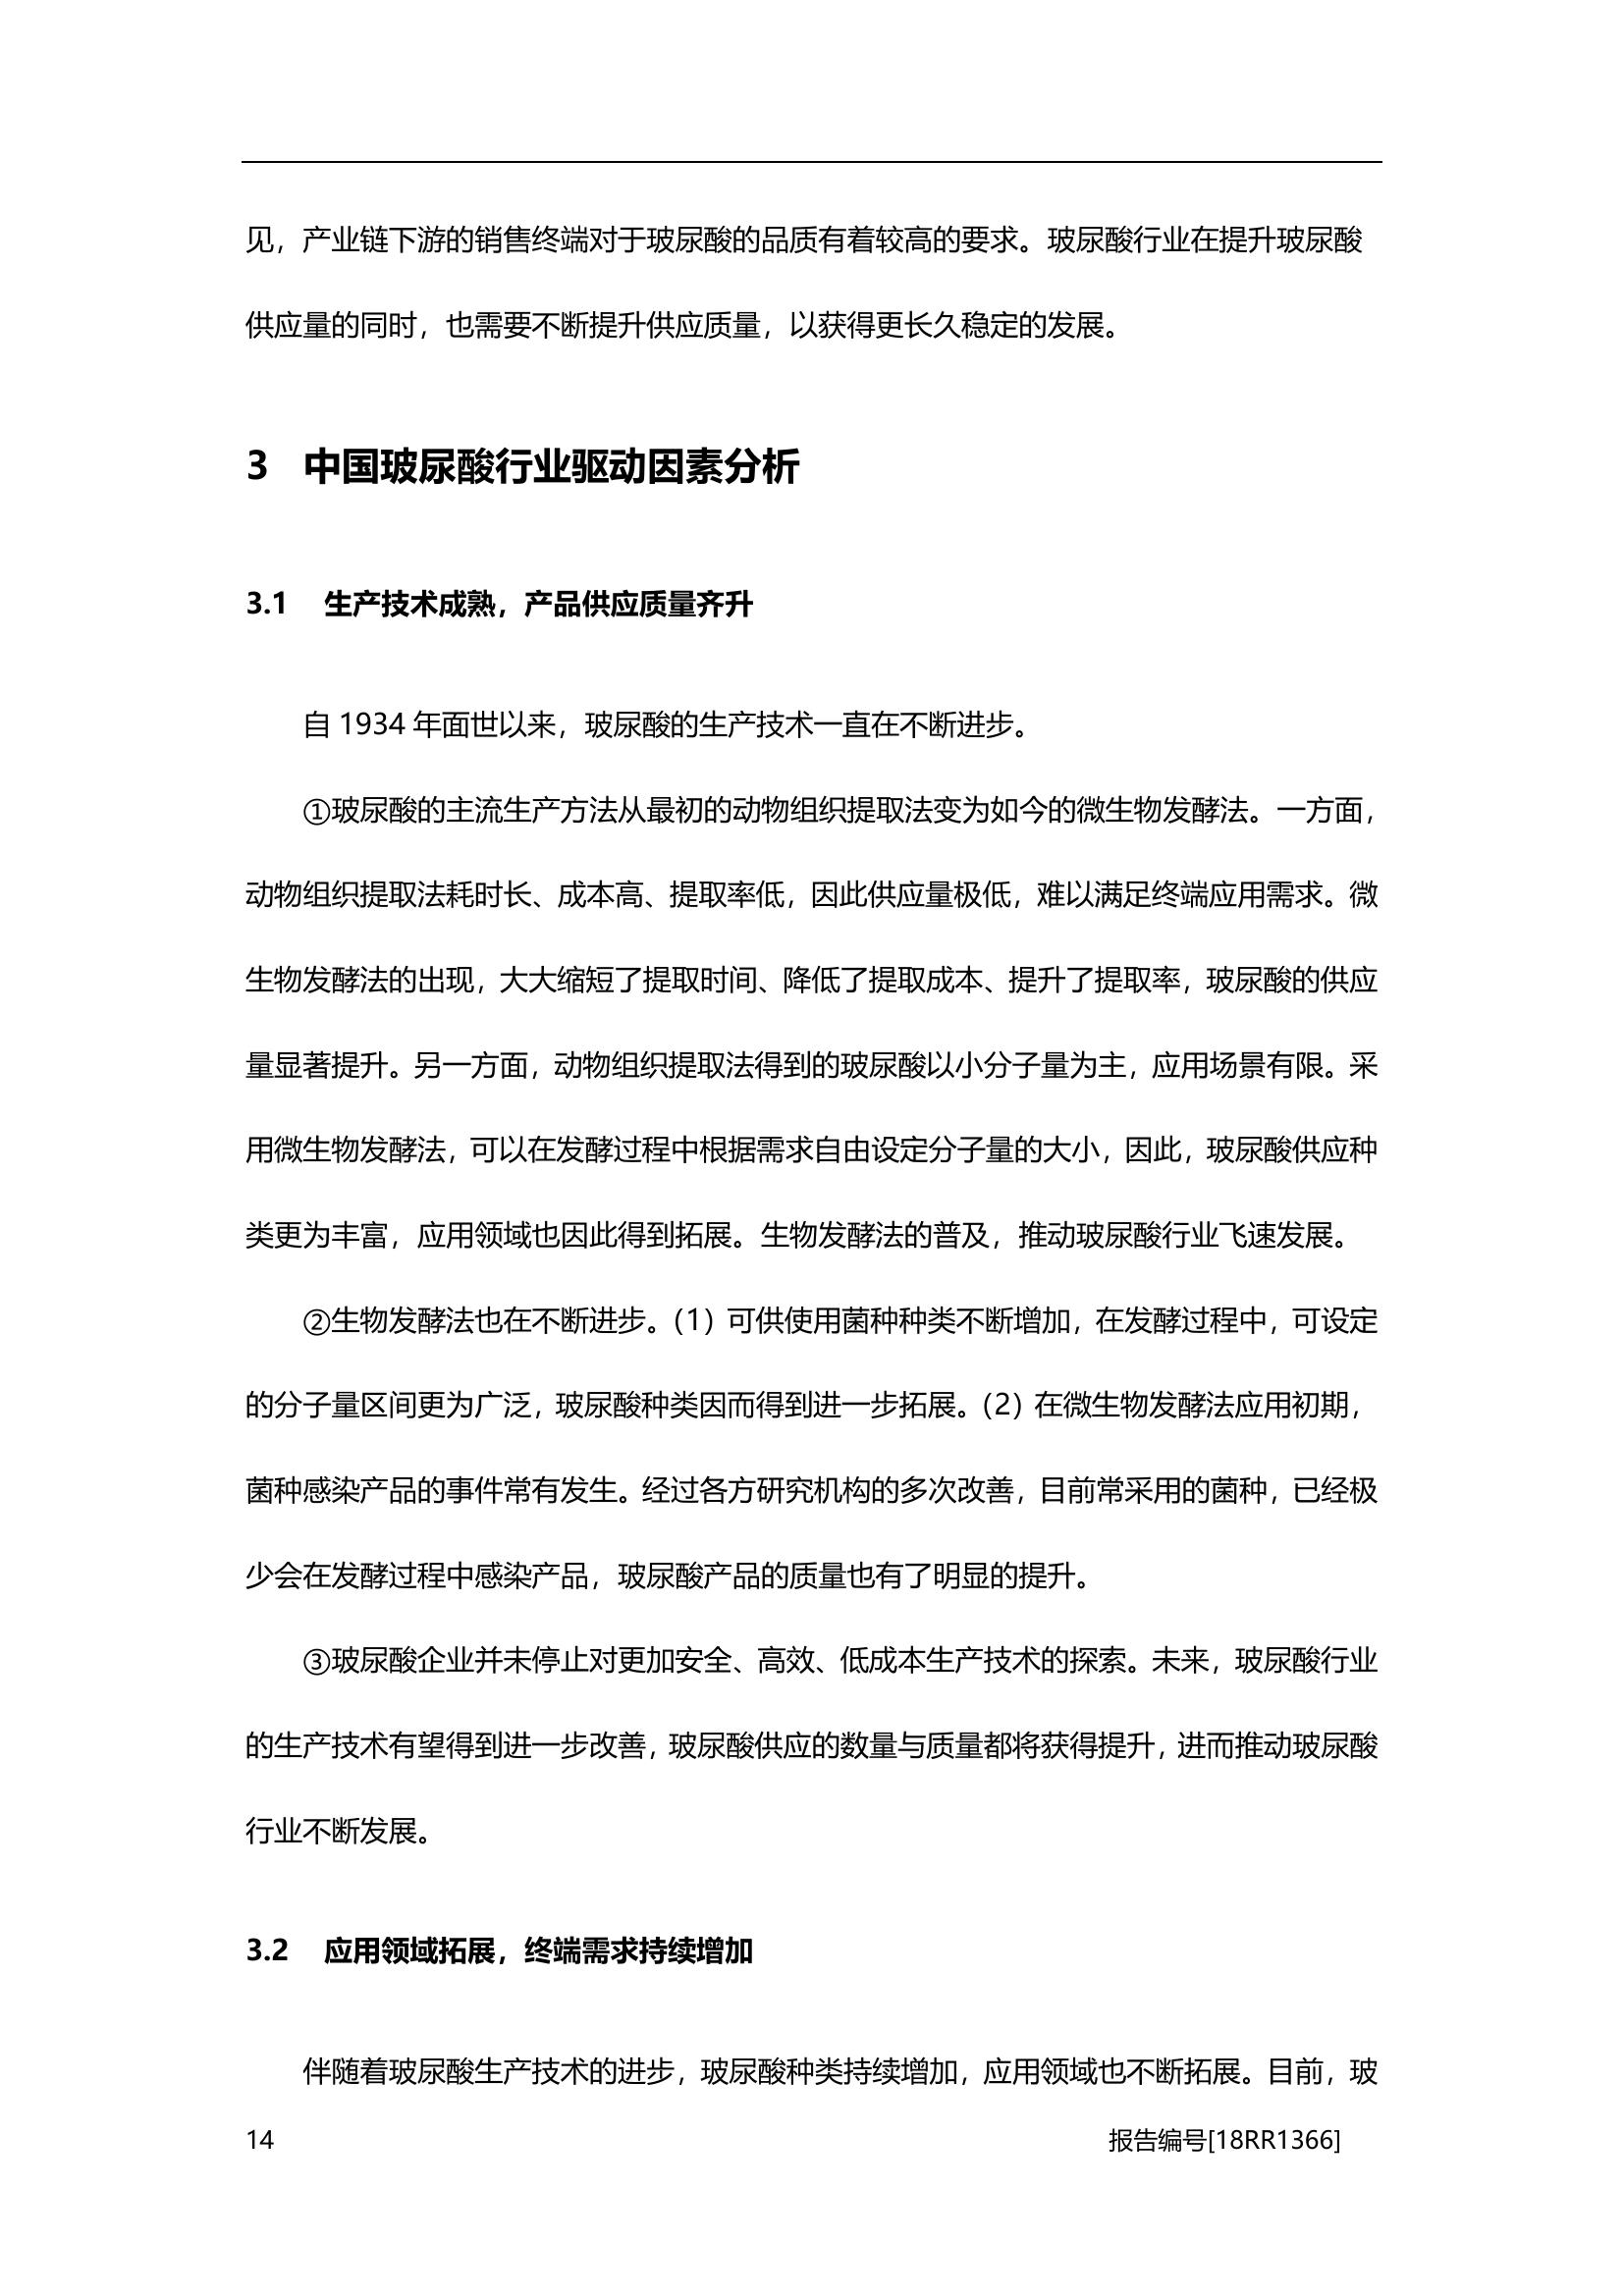 见，产业链下游的销售终端对于玻尿酸的品质有着较高的要求。玻尿酸行业在提升玻尿酸
供应量的同时，也需要不断提升供应质量，以获得更长久稳定的发展。
3 中国玻尿酸行业驱动因素分析
3.1 生产技术成熟，产品供应质量齐升
自 1934 年面世以来，玻尿酸的生产技术一直在不断进步。
①玻尿酸的主流生产方法从最初的动物组织提取法变为如今的微生物发酵法。一方面，
动物组织提取法耗时长、成本高、提取率低，因此供应量极低，难以满足终端应用需求。微
生物发酵法的出现，大大缩短了提取时间、降低了提取成本、提升了提取率，玻尿酸的供应
量显著提升。另一方面，动物组织提取法得到的玻尿酸以小分子量为主，应用场景有限。采
用微生物发酵法，可以在发酵过程中根据需求自由设定分子量的大小，因此，玻尿酸供应种
类更为丰富，应用领域也因此得到拓展。生物发酵法的普及，推动玻尿酸行业飞速发展。
②生物发酵法也在不断进步。（1）可供使用菌种种类不断增加，在发酵过程中，可设定
的分子量区间更为广泛，玻尿酸种类因而得到进一步拓展。（2）在微生物发酵法应用初期，
菌种感染产品的事件常有发生。经过各方研究机构的多次改善，目前常采用的菌种，已经极
少会在发酵过程中感染产品，玻尿酸产品的质量也有了明显的提升。
③玻尿酸企业并未停止对更加安全、高效、低成本生产技术的探索。未来，玻尿酸行业
的生产技术有望得到进一步改善，玻尿酸供应的数量与质量都将获得提升，进而推动玻尿酸
行业不断发展。
3.2 应用领域拓展，终端需求持续增加
伴随着玻尿酸生产技术的进步，玻尿酸种类持续增加，应用领域也不断拓展。目前，玻
14 报告编号[18RR1366]